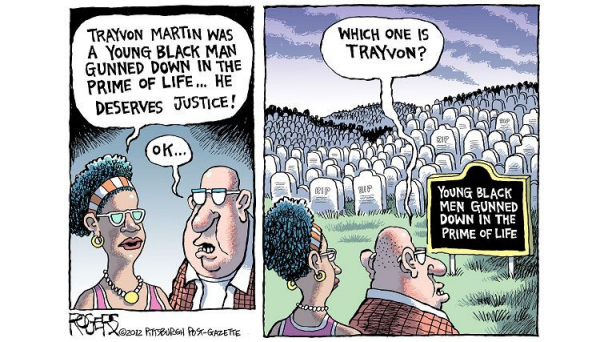 TRAYVON MARTIN WAS
A YOUNG BLACK MAN
GUNNED DOWN IN THE
PRIME OF LIFE... HE
DESERVES JUSTICE!
OK...
ROGERS ©2012 PITTSBURGH POST-GAZETTE
WHICH ONE IS
TRAYVON?
RIP
RIP
RIP
RIP
YOUNG BLACK
MEN GUNNED
DOWN IN THE
PRIME OF LIFE